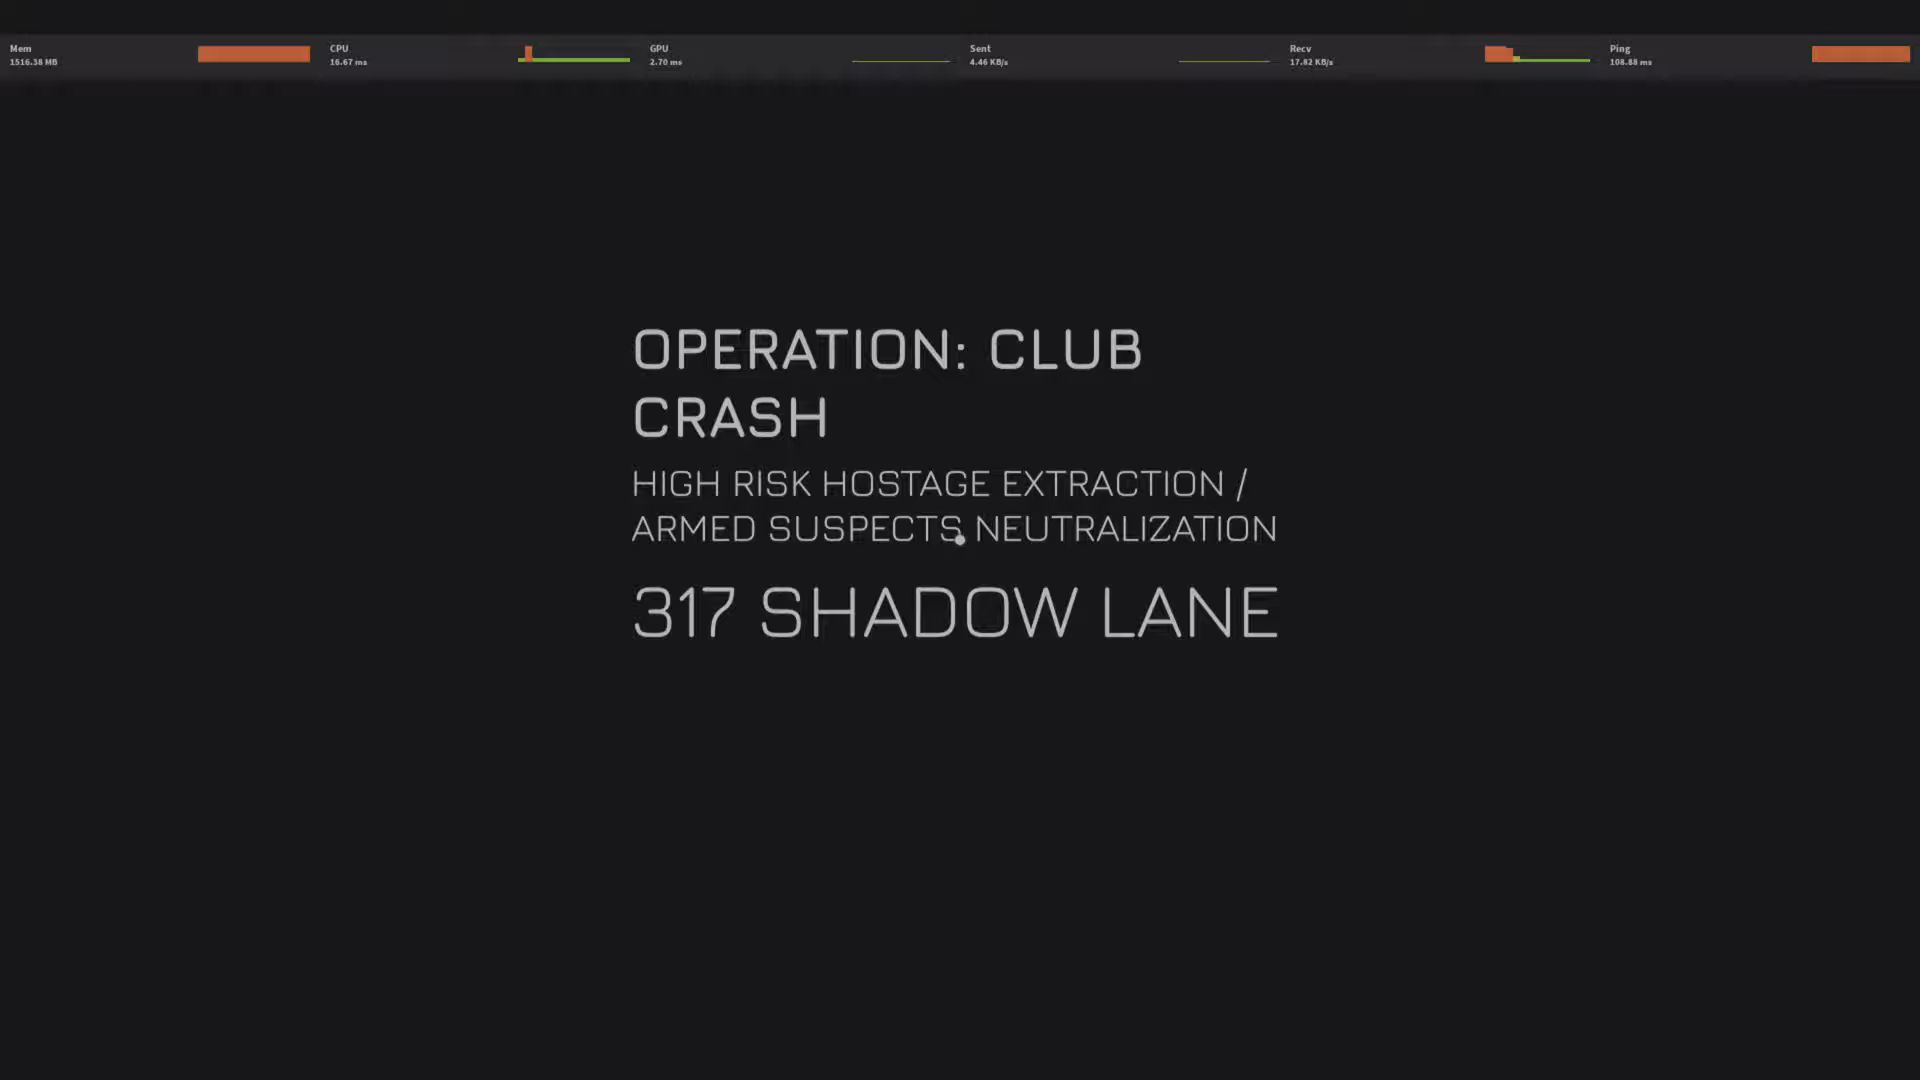 Mem CPU GPU Sent Recv Ping
1516.38 MB 16.67 ms 2.70 ms 4.46 KB/s 17.82 KB/s 108.88 ms
OPERATION: CLUB
CRASH
HIGH RISK HOSTAGE EXTRACTION /
ARMED SUSPECTS NEUTRALIZATION
317 SHADOW LANE